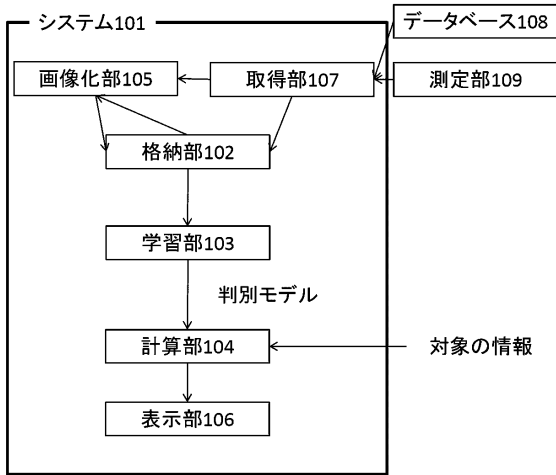 システム101
データベース108
画像化部105
取得部107
測定部109
格納部102
学習部103
判別モデル
計算部104
対象の情報
表示部106